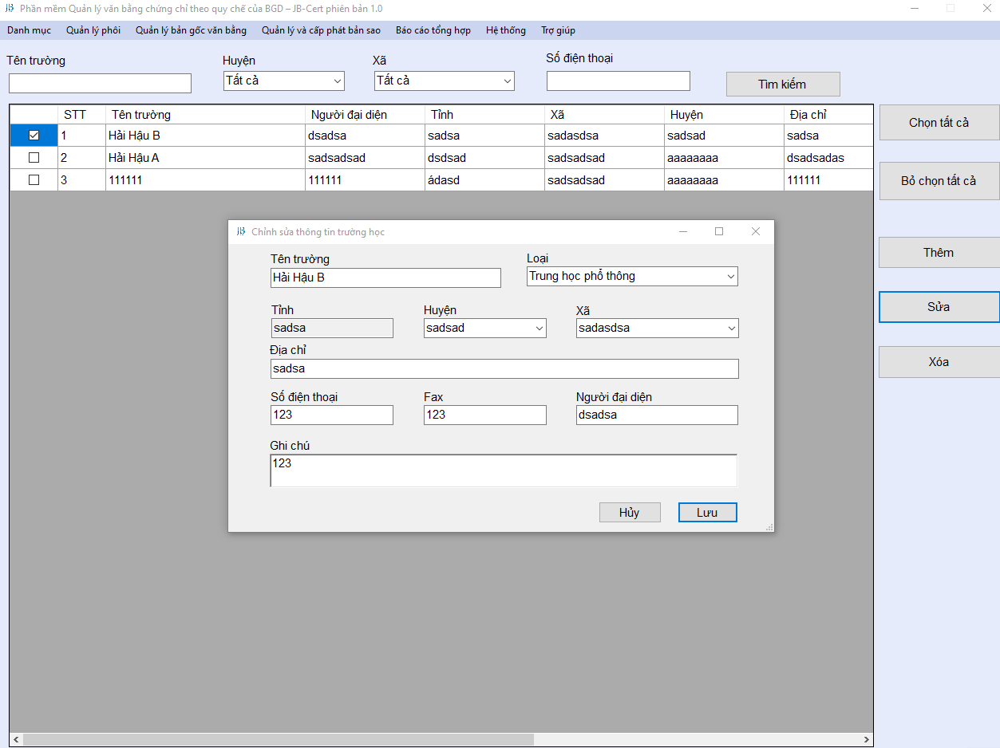 JB Phần mềm Quản lý văn bằng chứng chỉ theo quy chế của BGD – JB-Cert phiên bản 1.0
Danh mục Quản lý phôi Quản lý bản gốc văn bằng Quản lý và cấp phát bản sao Báo cáo tổng hợp Hệ thống Trợ giúp
Tên trường Huyện Xã Số điện thoại
Tất cả Tất cả Tìm kiếm
STT Tên trường Người đại diện Tỉnh Xã Huyện Địa chỉ
1 Hải Hậu B dsadsa sadsa sadasdsa sadsad sadsa
2 Hải Hậu A sadsadsad dsdsad sadsadsad aaaaaaaa dsadsadas
3 111111 111111 ádasd sadsadsad aaaaaaaa 111111
Chọn tất cả
Bỏ chọn tất cả
Thêm
Sửa
Xóa
JB Chỉnh sửa thông tin trường học
Tên trường Loại
Hải Hậu B Trung học phổ thông
Tỉnh Huyện Xã
sadsa sadsad sadasdsa
Địa chỉ
sadsa
Số điện thoại Fax Người đại diện
123 123 dsadsa
Ghi chú
123
Hủy Lưu